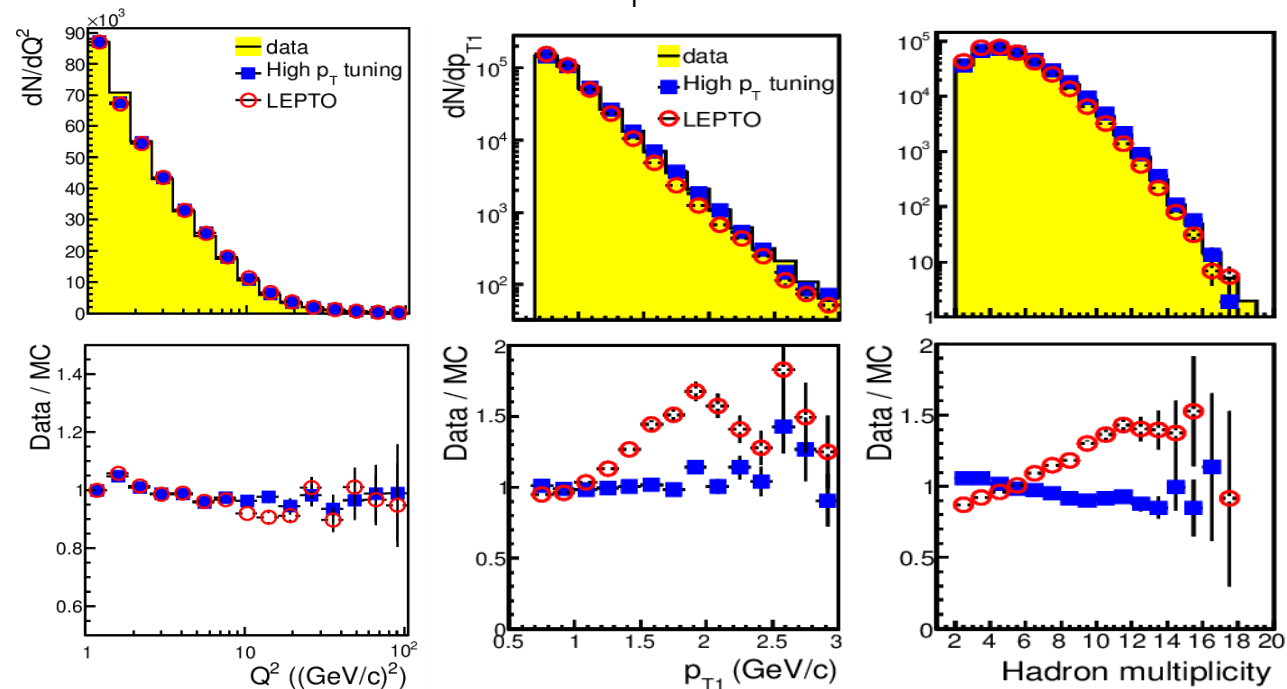 ×10³
90
80
70
60
50
40
30
20
10
0
dN/dQ²
data
High p_T tuning
LEPTO
10⁵
10⁴
10³
10²
dN/dp_T1
data
High p_T tuning
LEPTO
10⁵
10⁴
10³
10²
10
1
1.4
1.2
1.0
0.8
0.6
Data / MC
1 10 10²
Q² ((GeV/c)²)
2
1.5
1
0.5
0
Data / MC
0.5 1 1.5 2 2.5 3
p_T1 (GeV/c)
2
1.5
1
0.5
0
Data / MC
2 4 6 8 10 12 14 16 18 20
Hadron multiplicity